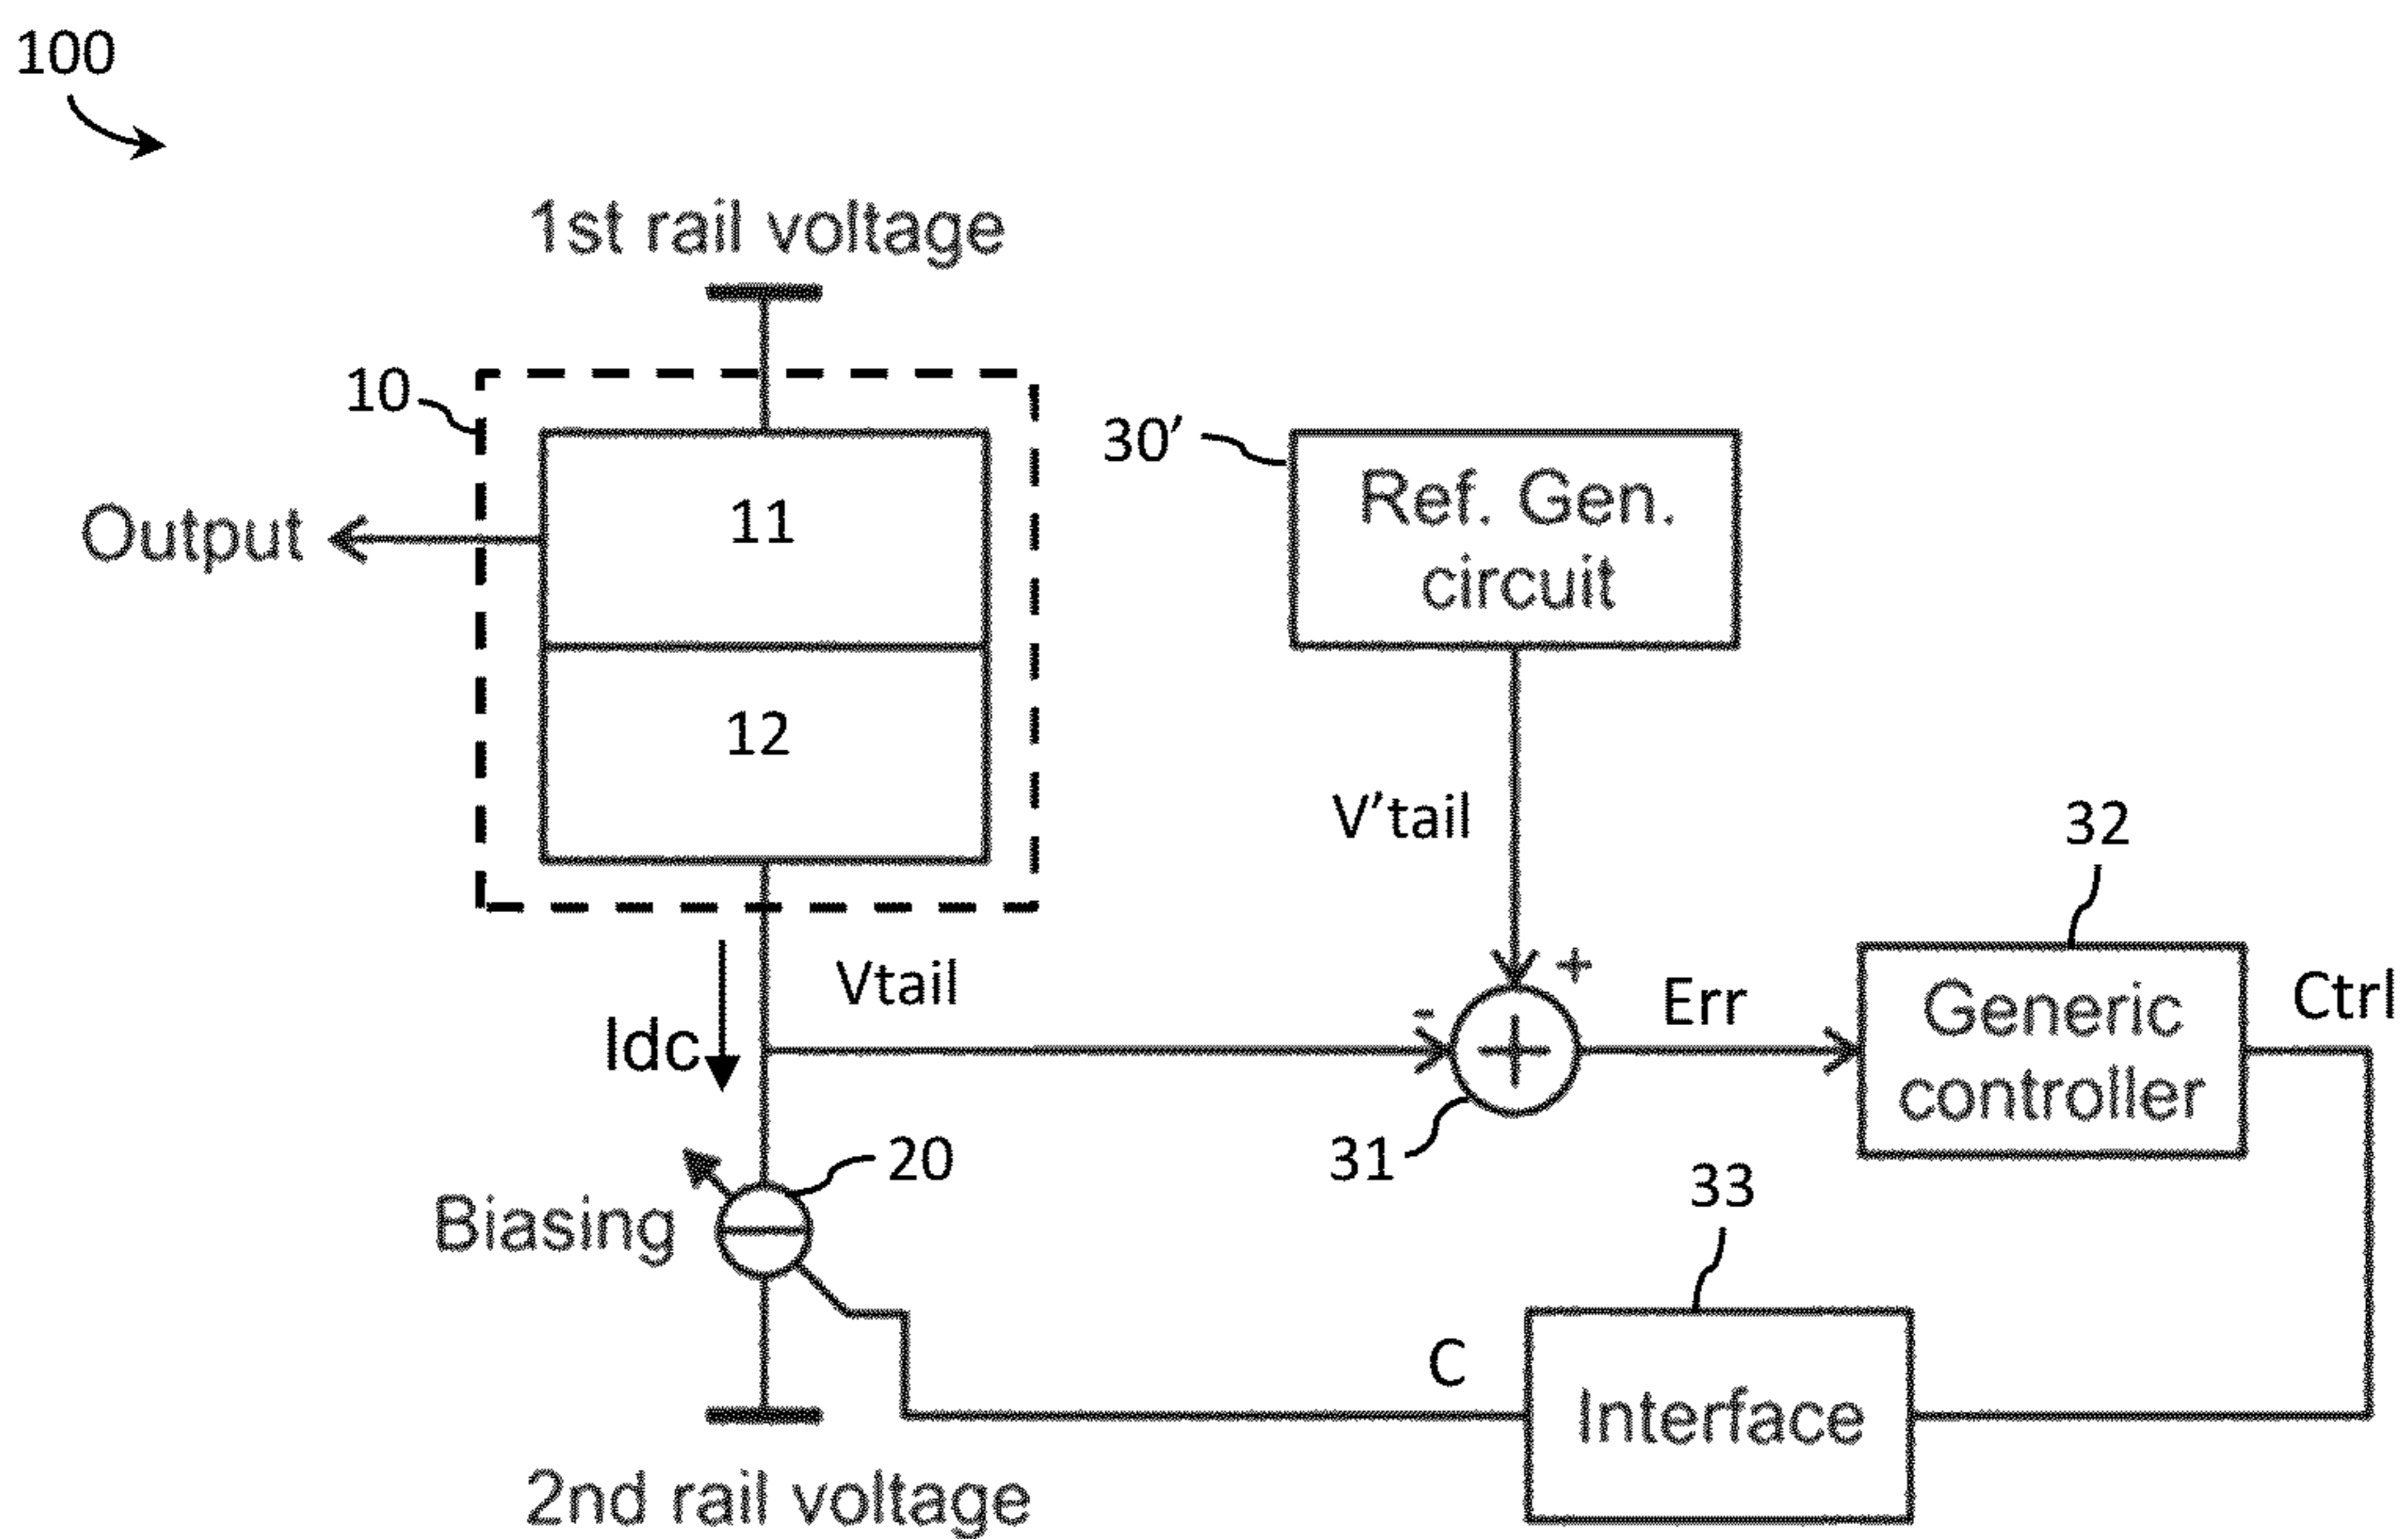 100
1st rail voltage
10
30′
Ref. Gen.
circuit
11
Output
12
V′tail
32
Vtail
+
-
Err
Generic
controller
Ctrl
Idc
+
31
20
33
Biasing
C
Interface
2nd rail voltage